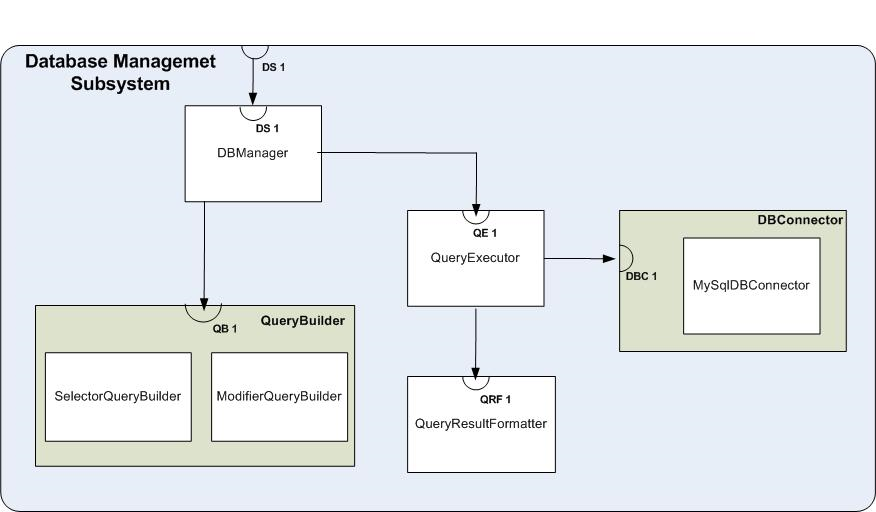 Database Managemet
Subsystem
DS 1
DS 1
DBManager
QE 1
QueryExecutor
DBConnector
DBC 1
MySqlDBConnector
QB 1
QueryBuilder
SelectorQueryBuilder
ModifierQueryBuilder
QRF 1
QueryResultFormatter